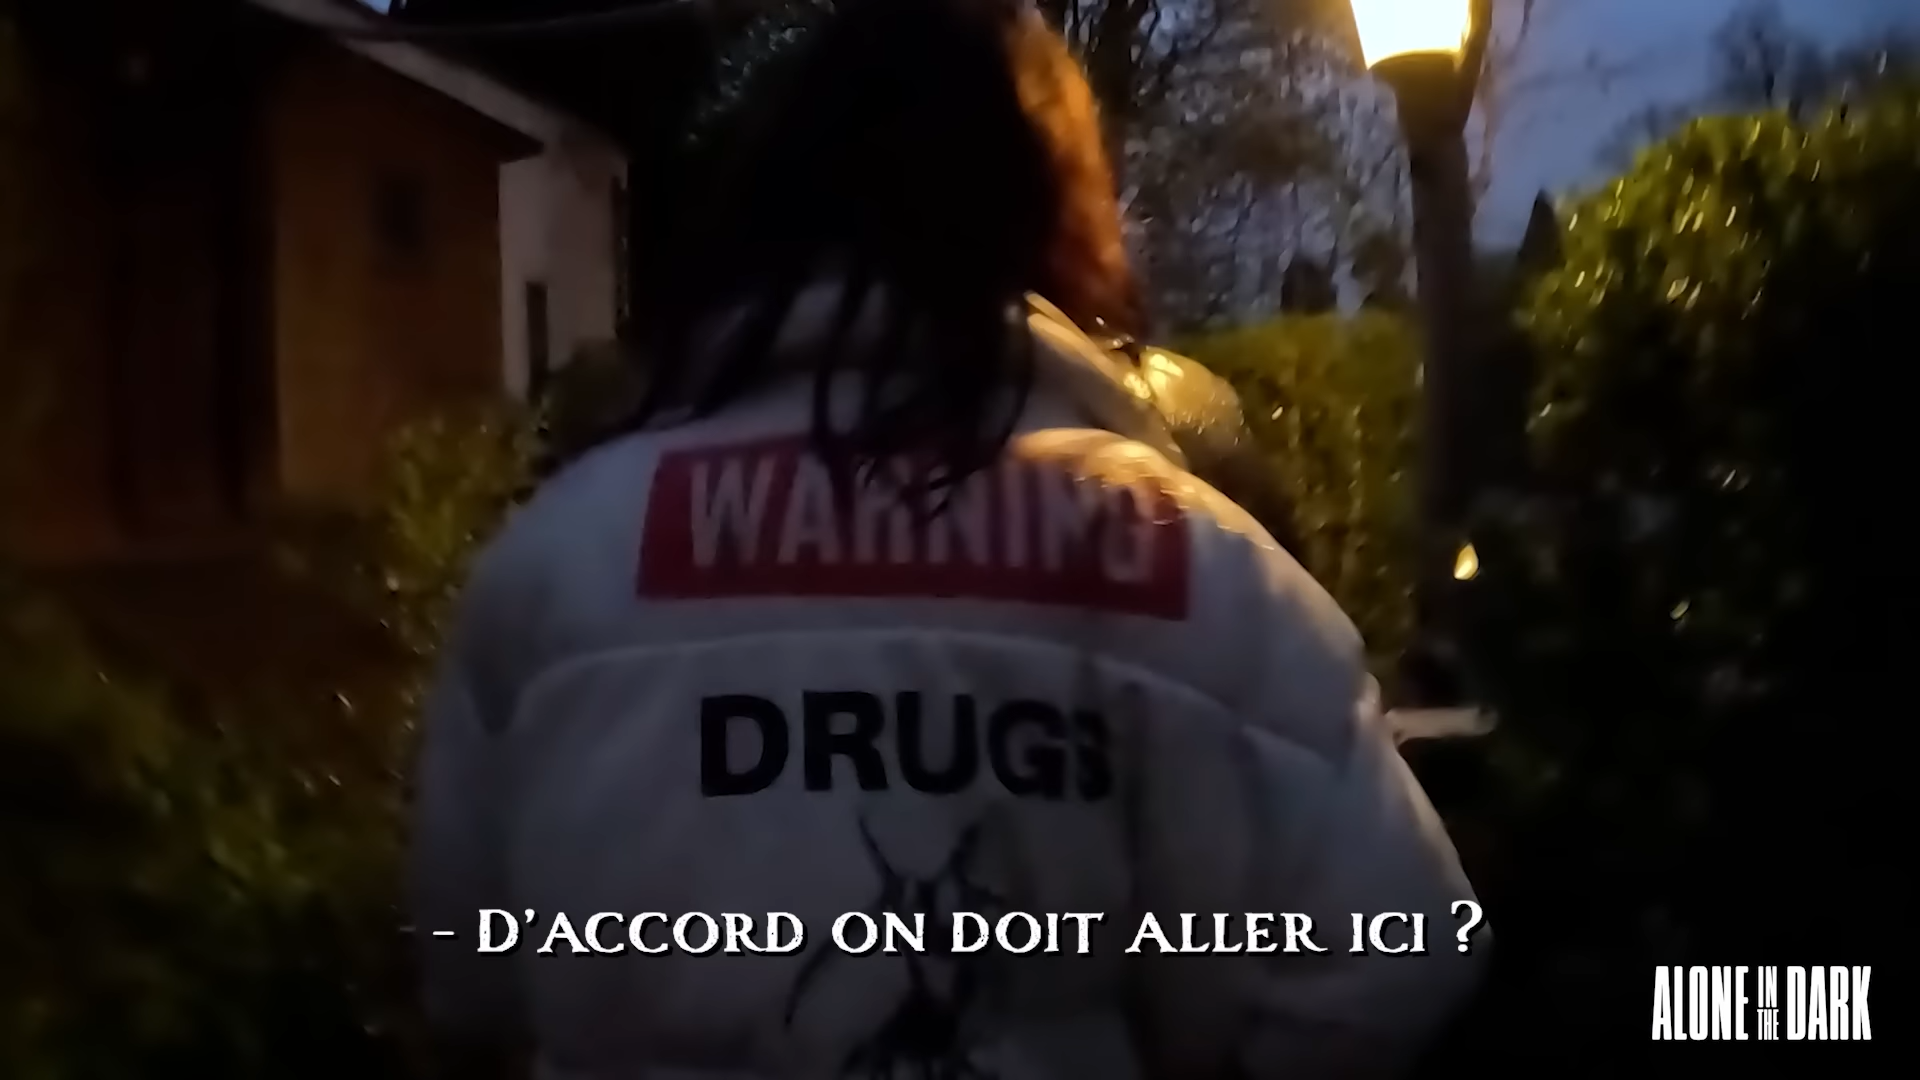 WARNING
DRUGS
- D'ACCORD ON DOIT ALLER ICI ?
ALONE IN THE DARK